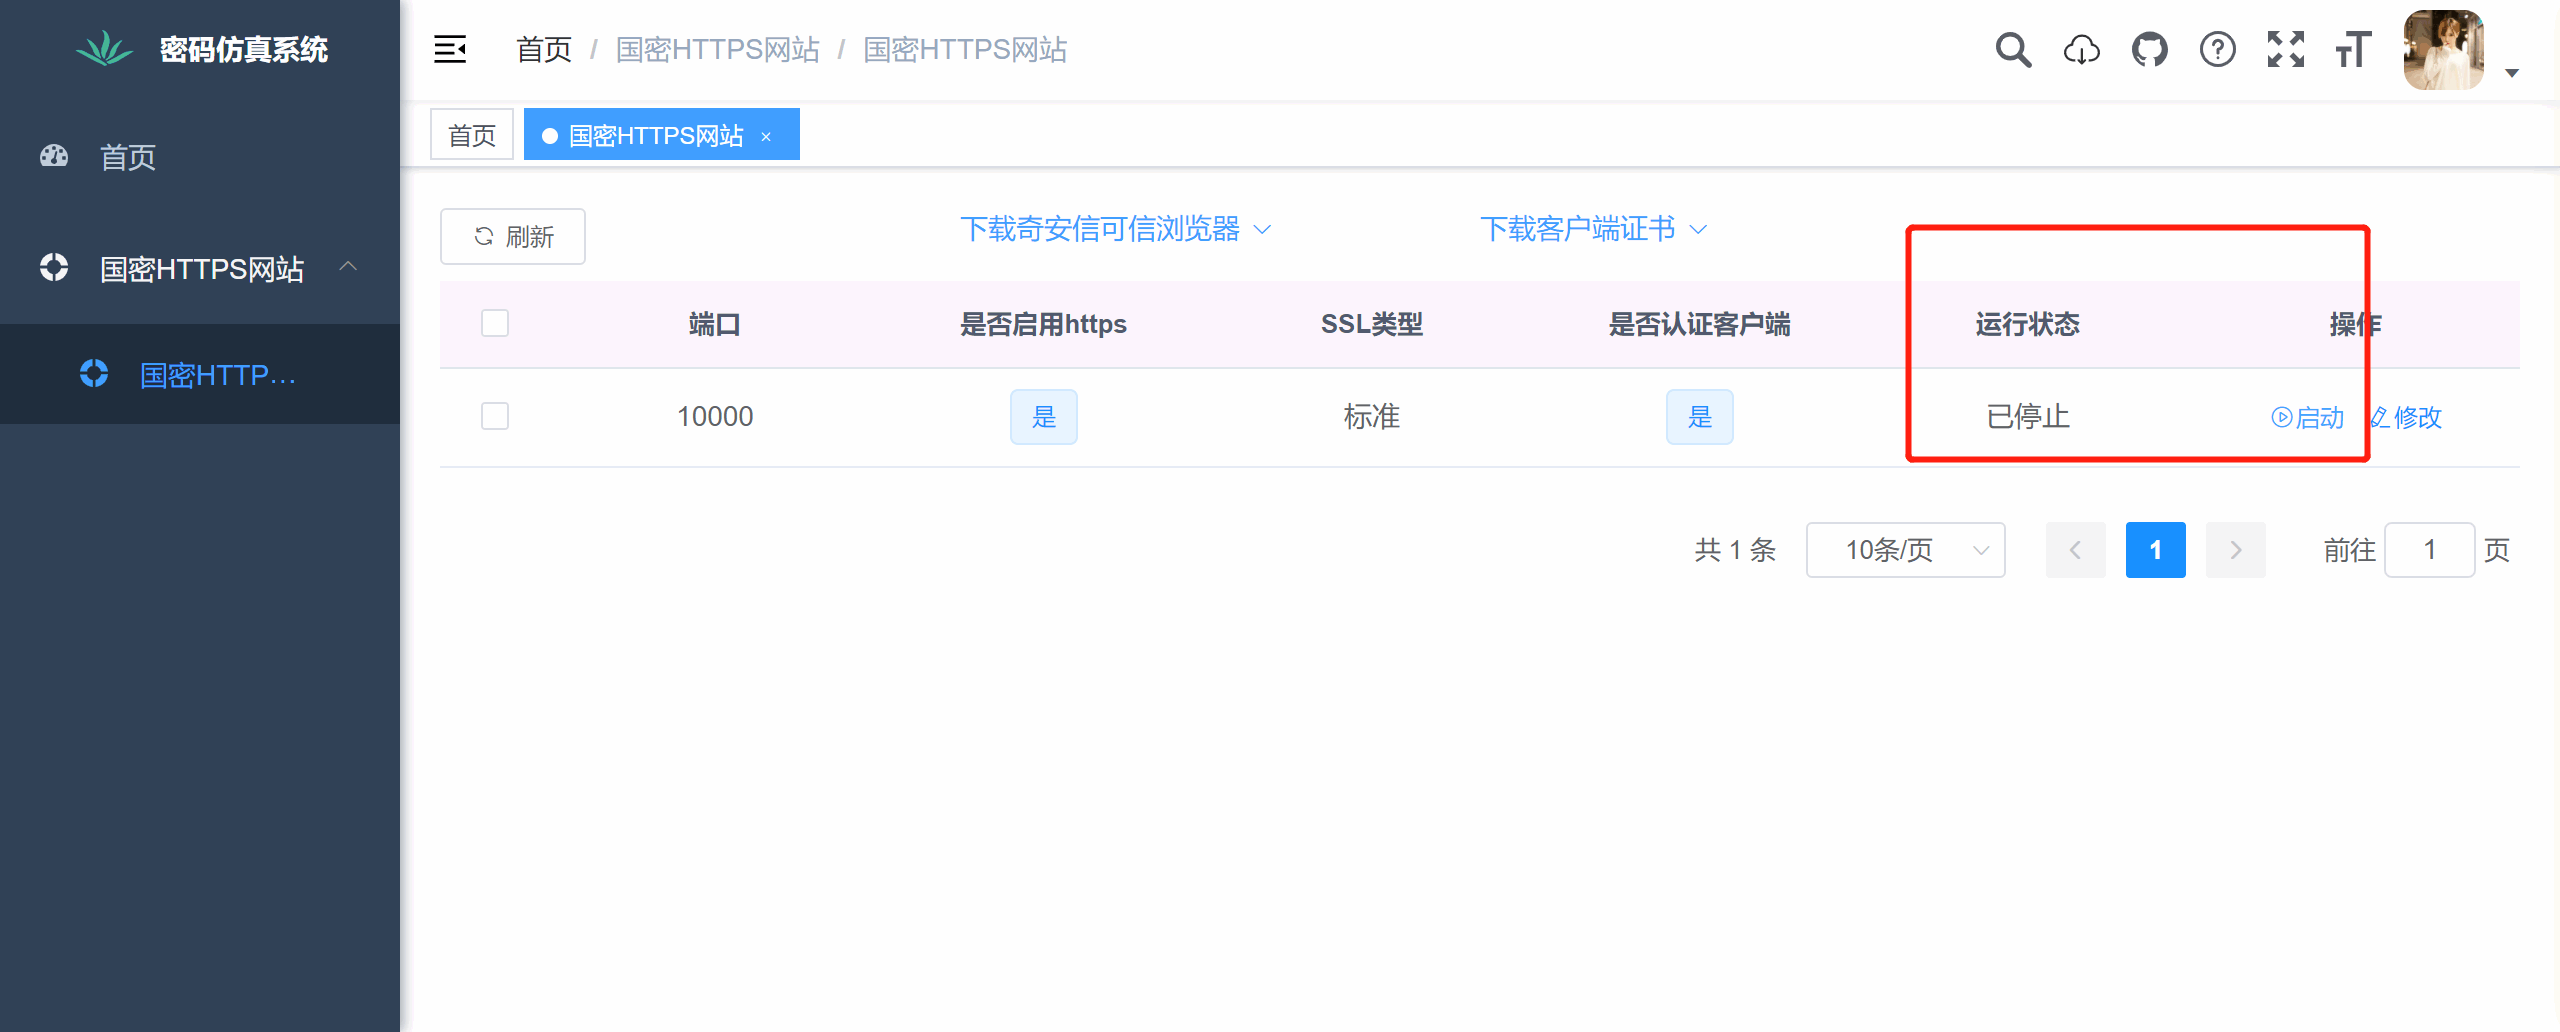 密码仿真系统
首页 / 国密HTTPS网站 / 国密HTTPS网站
首页
国密HTTPS网站 ×
首页
国密HTTPS网站
国密HTTP...
刷新
下载奇安信可信浏览器
下载客户端证书
端口 是否启用https SSL类型 是否认证客户端 运行状态 操作
10000 是 标准 是 已停止 启动 修改
共 1 条 10条/页 1 前往 1 页